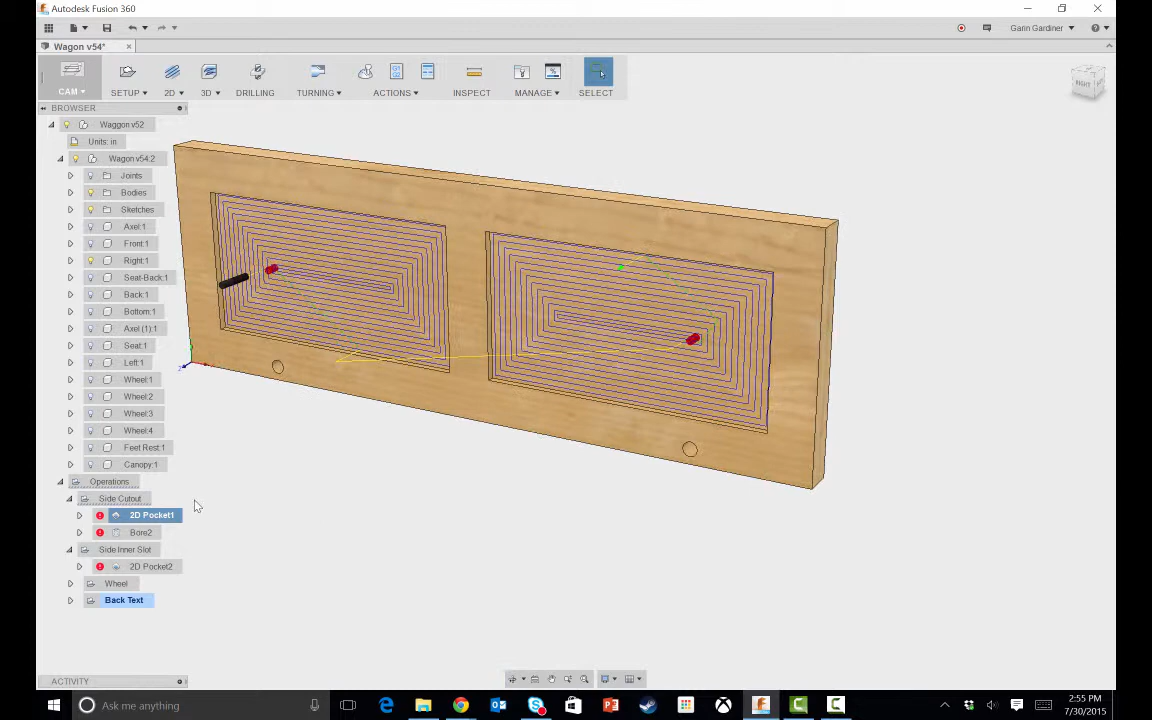 Autodesk Fusion 360
Garin Gardiner
Wagon v54*
CAM
SETUP
2D
3D
DRILLING
TURNING
ACTIONS
INSPECT
MANAGE
SELECT
BROWSER
Waggon v52
Units: in
Wagon v54:2
Joints
Bodies
Sketches
Axel:1
Front:1
Right:1
Seat-Back:1
Back:1
Bottom:1
Axel (1):1
Seat:1
Left:1
Wheel:1
Wheel:2
Wheel:3
Wheel:4
Feet Rest:1
Canopy:1
Operations
Side Cutout
2D Pocket1
Bore2
Side Inner Slot
2D Pocket2
Wheel
Back Text
RIGHT
Z
ACTIVITY
Ask me anything
2:55 PM
7/30/2015